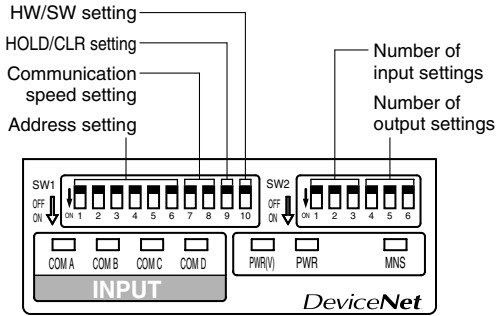 HW/SW setting
HOLD/CLR setting
Communication
speed setting
Address setting
Number of
input settings
Number of
output settings
SW1
OFF
ON
ON 1 2 3 4 5 6 7 8 9 10
SW2
OFF
ON
ON 1 2 3 4 5 6
COM A COM B COM C COM D
INPUT
PWR(V) PWR MNS
DeviceNet